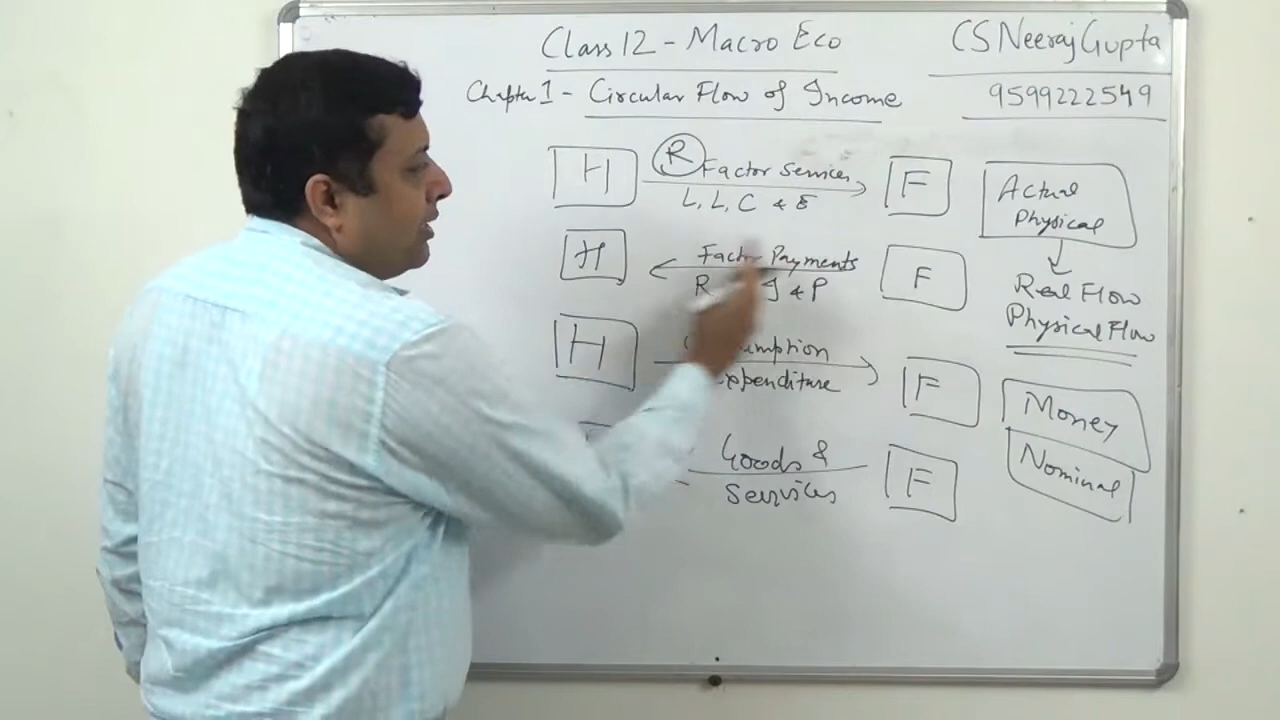 Class 12 - Macro Eco
CS Neeraj Gupta
Chapter 1 - Circular Flow of Income
9599222549
H
R
Factor Services
L, L, C & E
F
Actual
Physical
H
Factor Payments
R I & P
F
Real Flow
Physical Flow
H
F
Money
Nominal
Goods &
Services
F